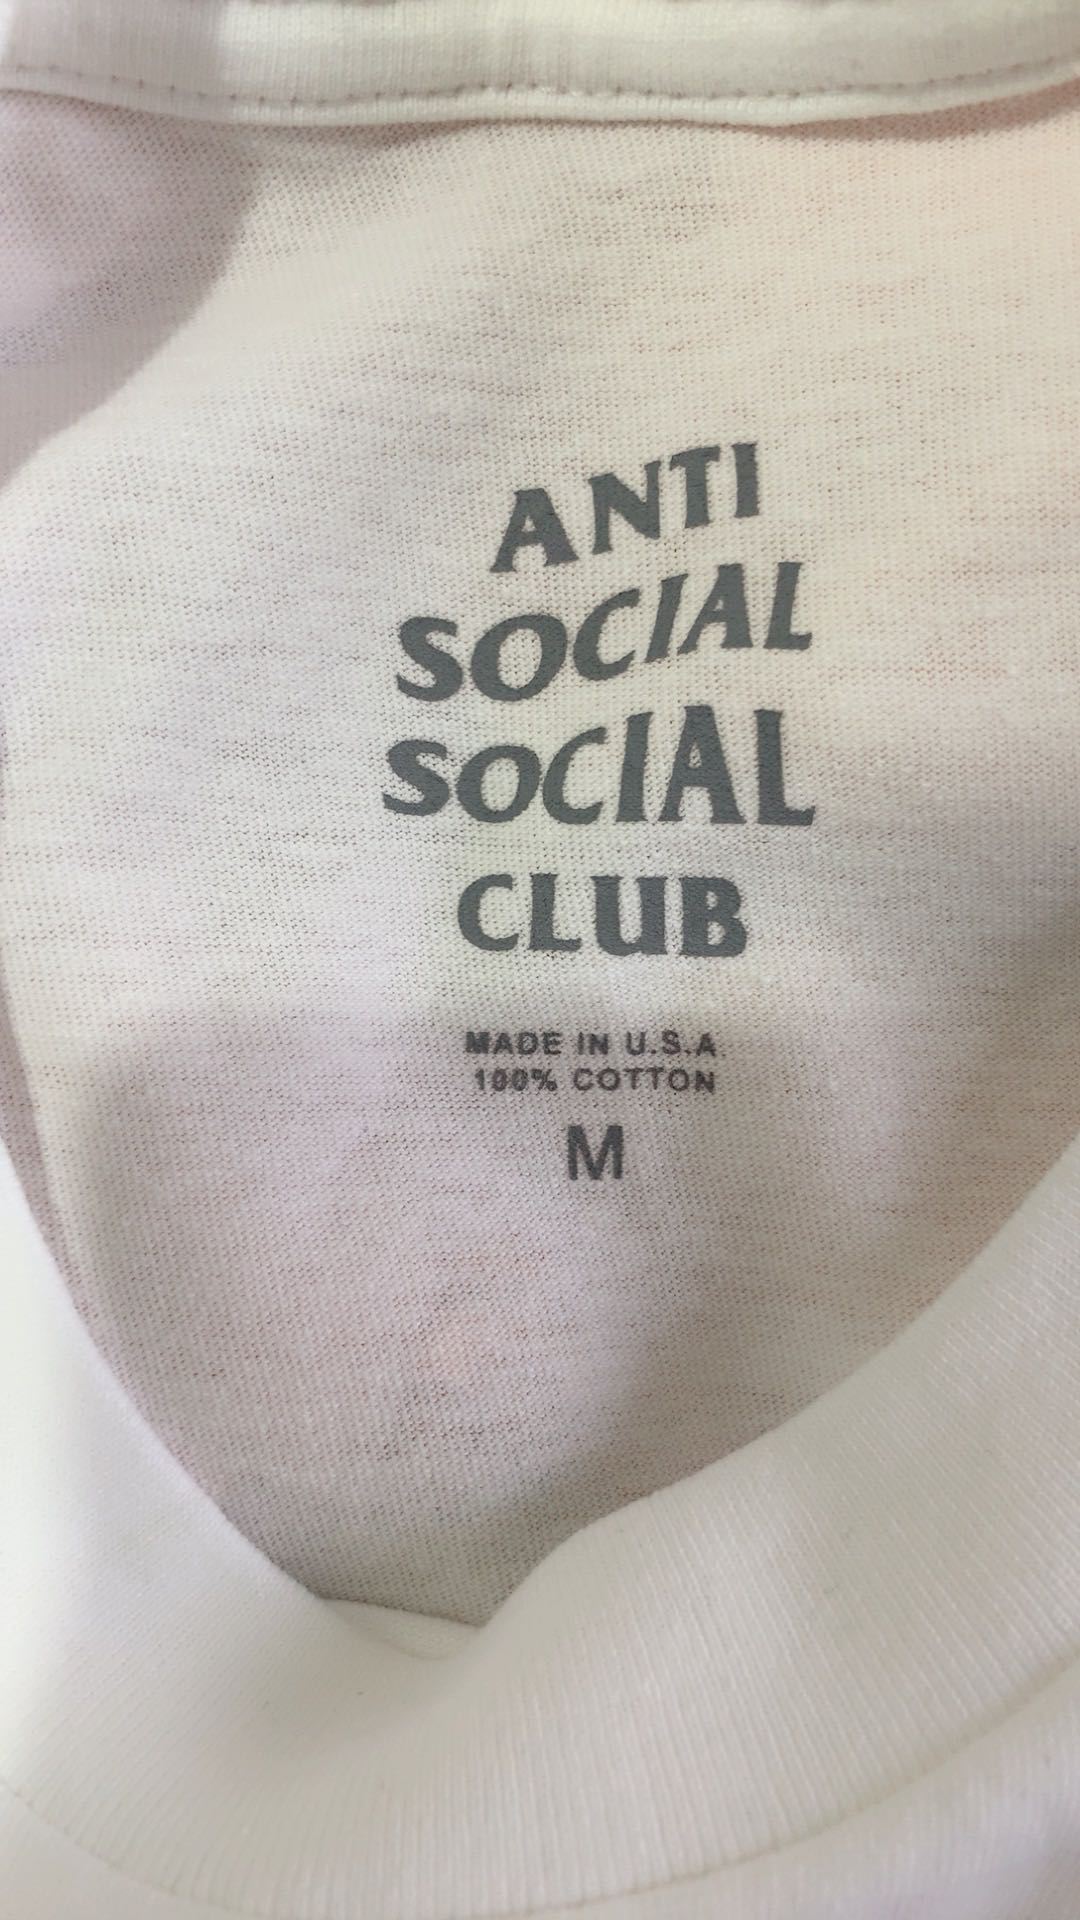 ANTI
SOCIAL
SOCIAL
CLUB
MADE IN U.S.A.
100% COTTON
M